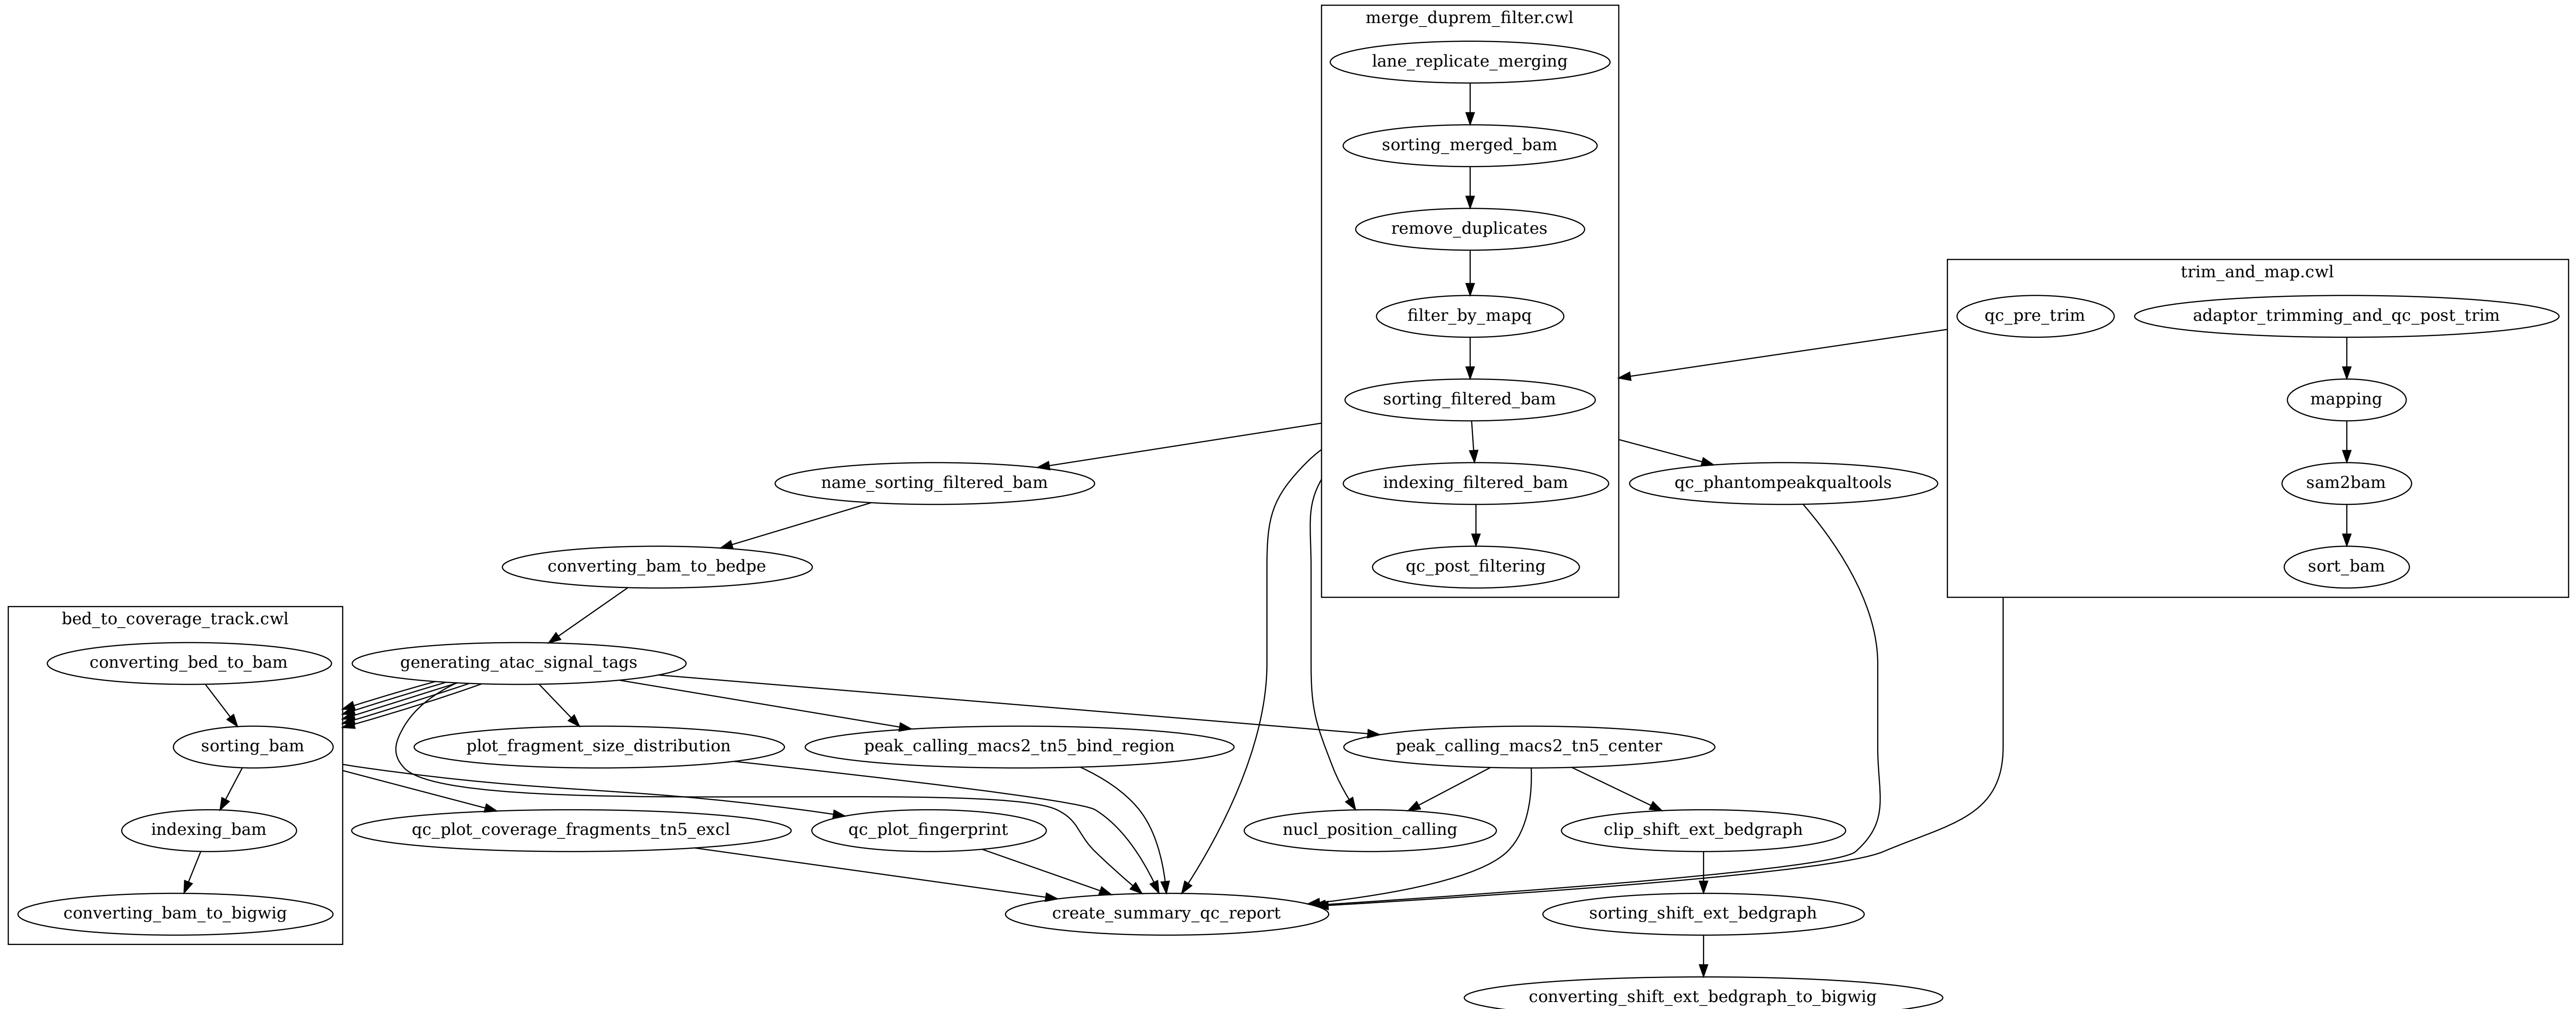 merge_duprem_filter.cwl
lane_replicate_merging
sorting_merged_bam
remove_duplicates
trim_and_map.cwl
filter_by_mapq
qc_pre_trim
adaptor_trimming_and_qc_post_trim
sorting_filtered_bam
mapping
name_sorting_filtered_bam
indexing_filtered_bam
qc_phantompeakqualtools
sam2bam
converting_bam_to_bedpe
qc_post_filtering
sort_bam
bed_to_coverage_track.cwl
converting_bed_to_bam
generating_atac_signal_tags
sorting_bam
plot_fragment_size_distribution
peak_calling_macs2_tn5_bind_region
peak_calling_macs2_tn5_center
indexing_bam
qc_plot_coverage_fragments_tn5_excl
qc_plot_fingerprint
nucl_position_calling
clip_shift_ext_bedgraph
converting_bam_to_bigwig
create_summary_qc_report
sorting_shift_ext_bedgraph
converting_shift_ext_bedgraph_to_bigwig